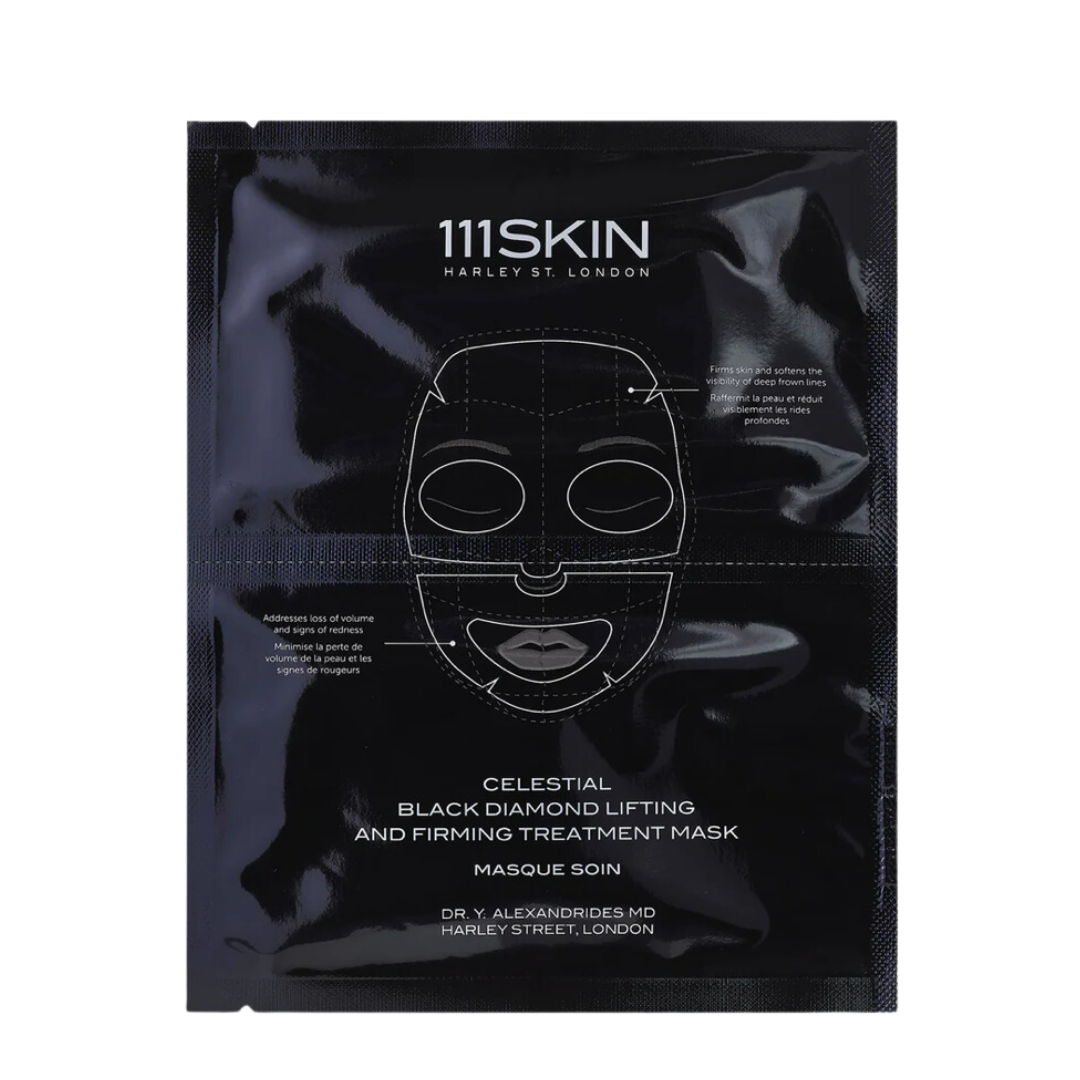 111SKIN
HARLEY ST. LONDON
Firms skin and softens the
visibility of deep frown lines
Raffermit la peau et réduit
visiblement les rides
profondes
Addresses loss of volume
and signs of redness
Minimise la perte de
volume de la peau et les
signes de rougeurs
CELESTIAL
BLACK DIAMOND LIFTING
AND FIRMING TREATMENT MASK
MASQUE SOIN
DR. Y. ALEXANDRIDES MD
HARLEY STREET, LONDON